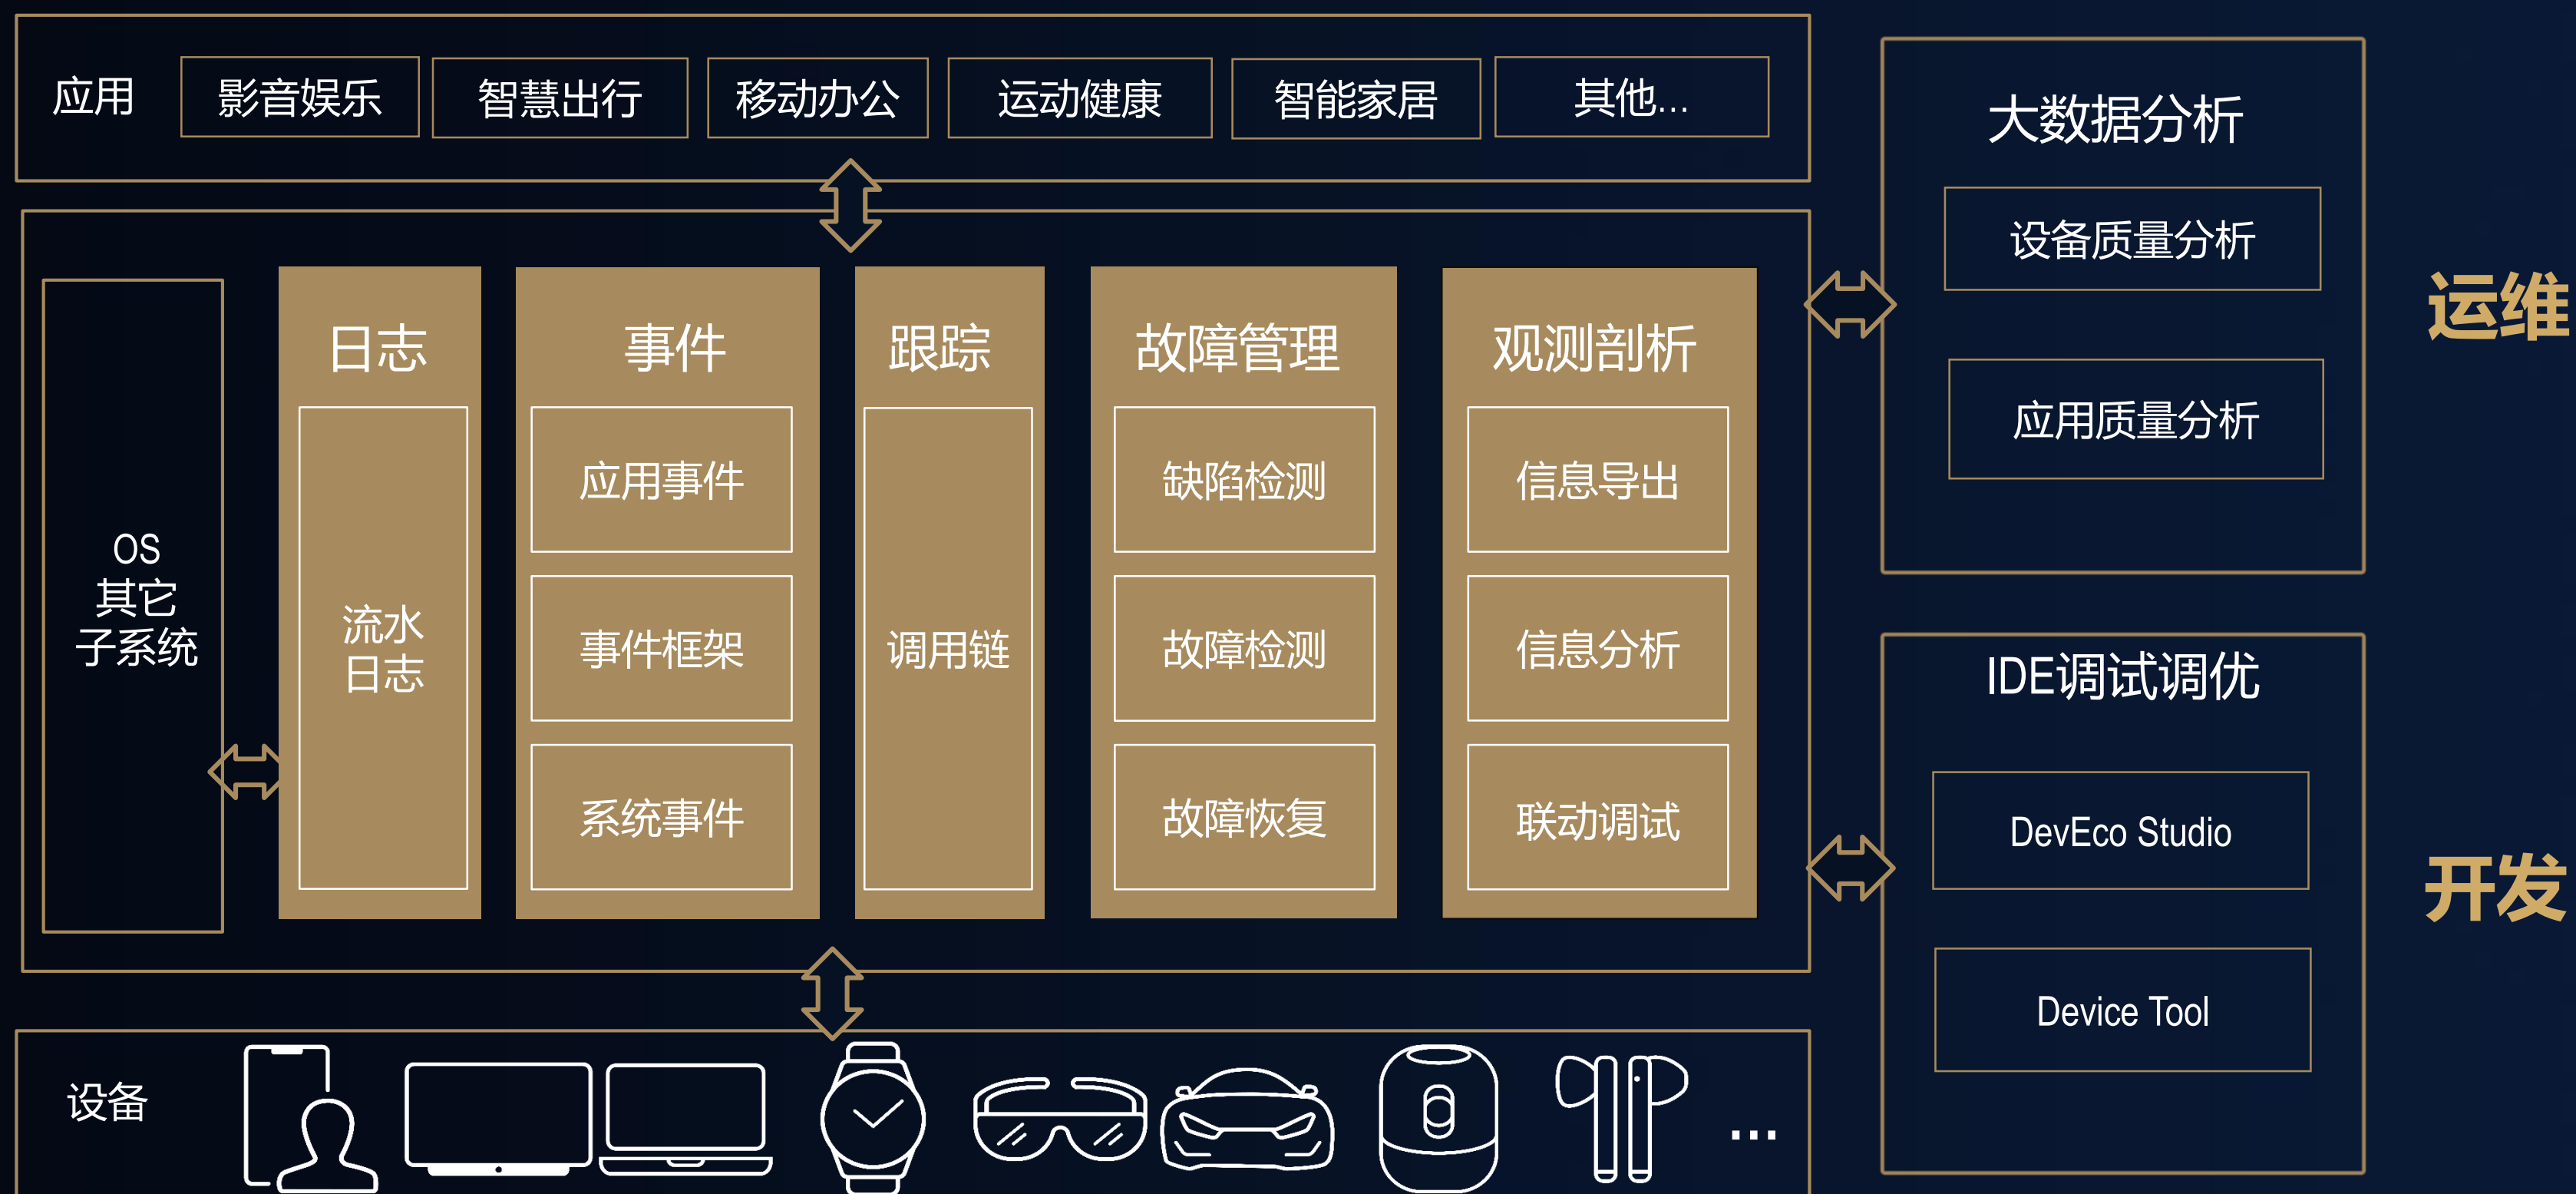 应用
影音娱乐
智慧出行
移动办公
运动健康
智能家居
其他...
OS
其它
子系统
日志
流水
日志
事件
应用事件
事件框架
系统事件
跟踪
调用链
故障管理
缺陷检测
故障检测
故障恢复
观测剖析
信息导出
信息分析
联动调试
设备
...
大数据分析
设备质量分析
应用质量分析
运维
IDE调试调优
DevEco Studio
Device Tool
开发